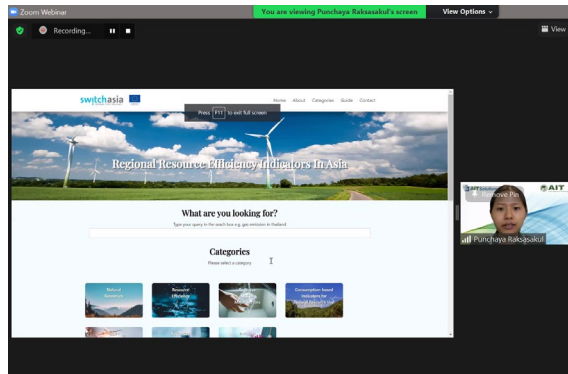 Zoom Webinar
You are viewing Punchaya Raksasakul's screen
View Options
Recording...
View
switchasia
Home About Categories Guide Contact
Press F11 to exit full screen
Regional Resource Efficiency Indicators In Asia
What are you looking for?
Type your query in the seach box e.g. gas emission in thailand
Categories
Please select a category
Natural
Resources
Resource
Efficiency
Consumption-based
Indicators for
AIT
Remove Pin
Punchaya Raksasakul